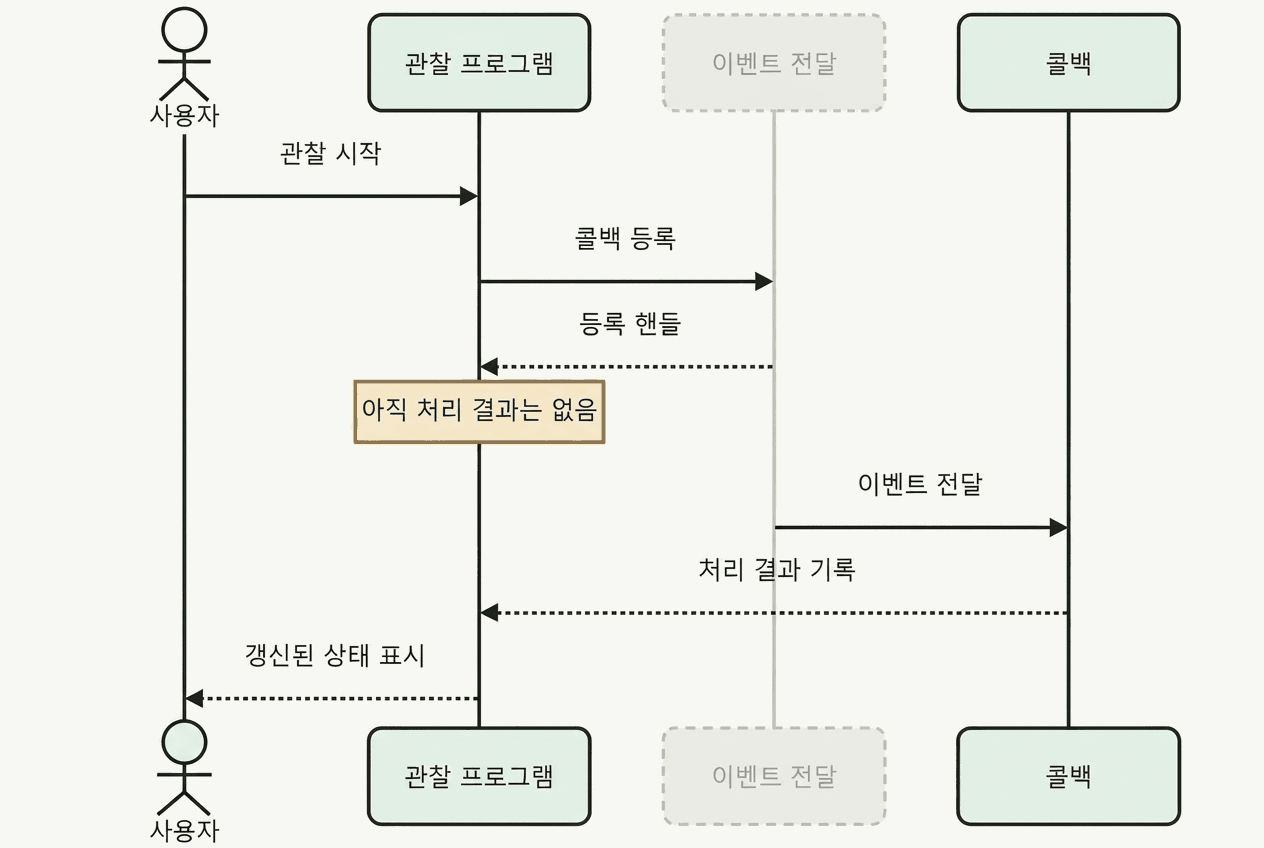 관찰 프로그램
이벤트 전달
콜백
사용자
관찰 시작
콜백 등록
등록 핸들
아직 처리 결과는 없음
이벤트 전달
처리 결과 기록
갱신된 상태 표시
관찰 프로그램
이벤트 전달
콜백
사용자